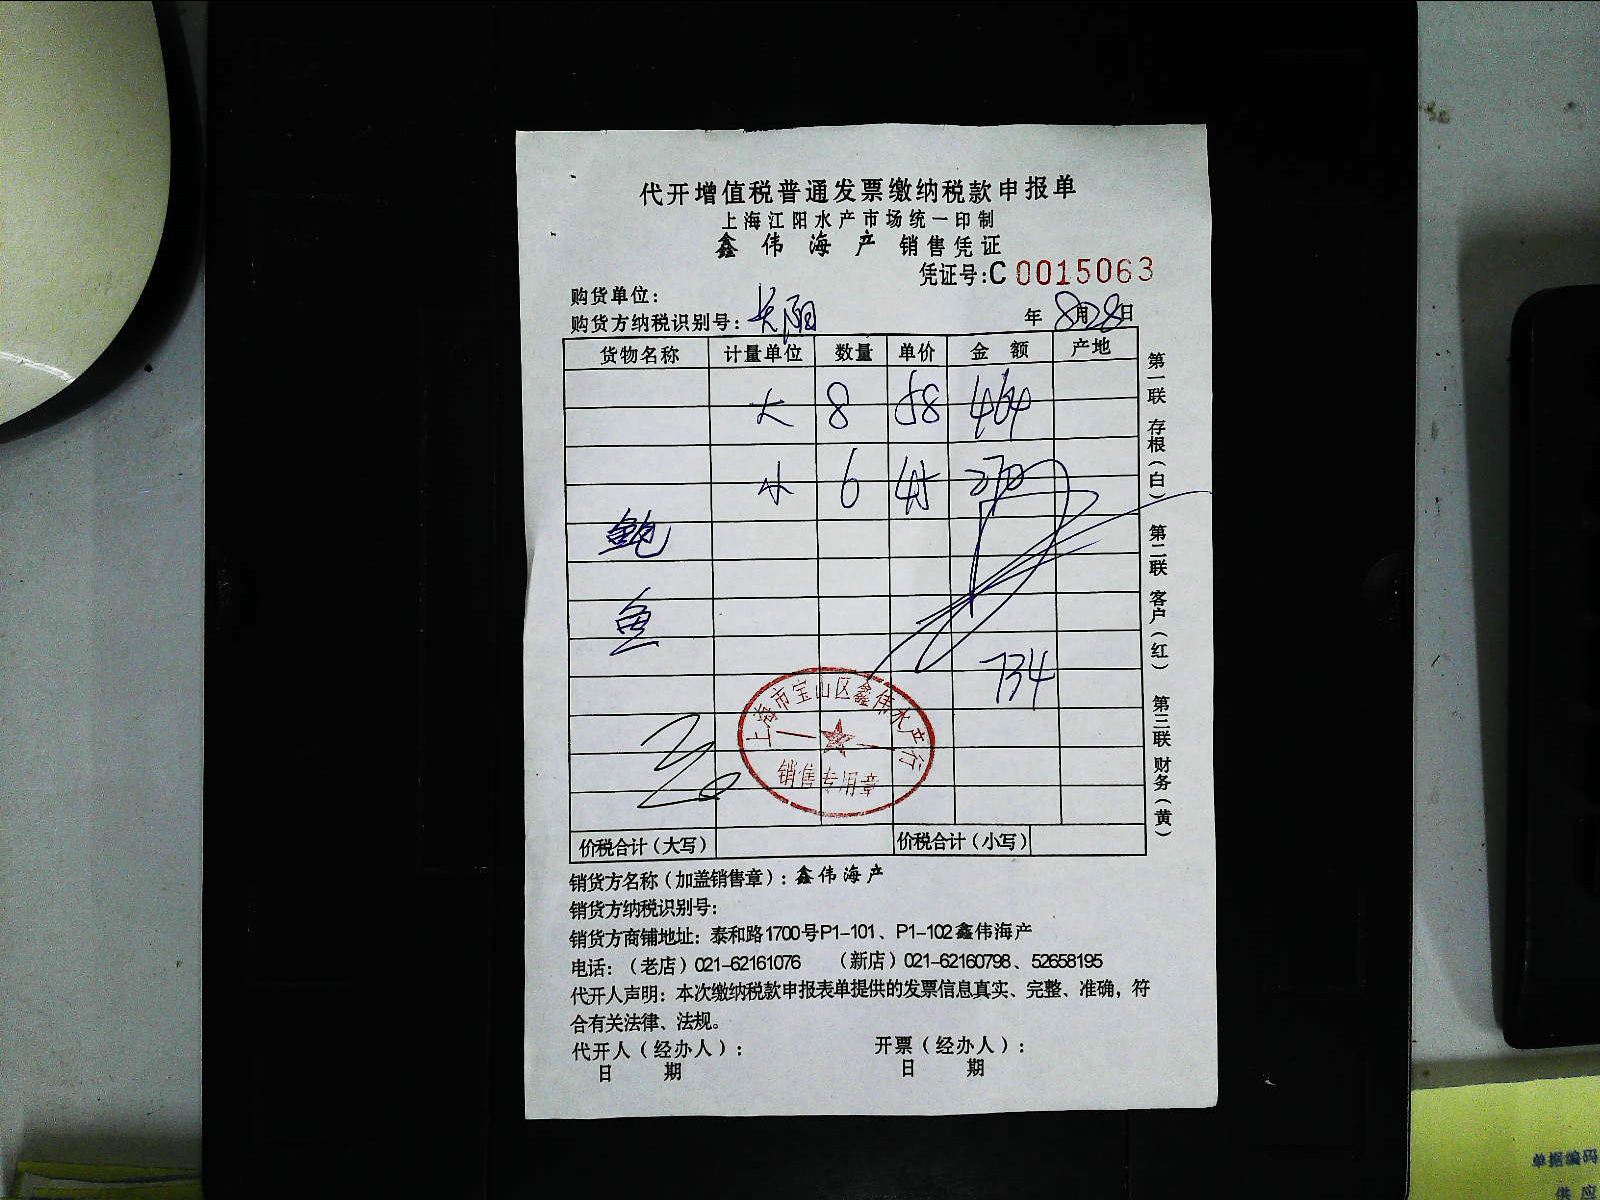 代开增值税普通发票缴纳税款申报单
上海江阳水产市场统一印制
鑫伟海产 销售凭证
凭证号:C 0015063
购货单位：
购货方纳税识别号：长阳
年 8月28日
货物名称 计量单位 数量 单价 金额 产地
大 8 58 464
小 6 45 270
鲍
鱼
734
上海市宝山区鑫伟水产行
销售专用章
价税合计（大写） 价税合计（小写）
第一联 存根（白） 第二联 客户（红） 第三联 财务（黄）
销货方名称（加盖销售章）：鑫伟海产
销货方纳税识别号：
销货方商铺地址：泰和路1700号P1-101、P1-102鑫伟海产
电话：（老店）021-62161076 （新店）021-62160798、52658195
代开人声明：本次缴纳税款申报表单提供的发票信息真实、完整、准确，符
合有关法律、法规。
代开人（经办人）： 开票（经办人）：
日 期 日 期
单据编码
供 应